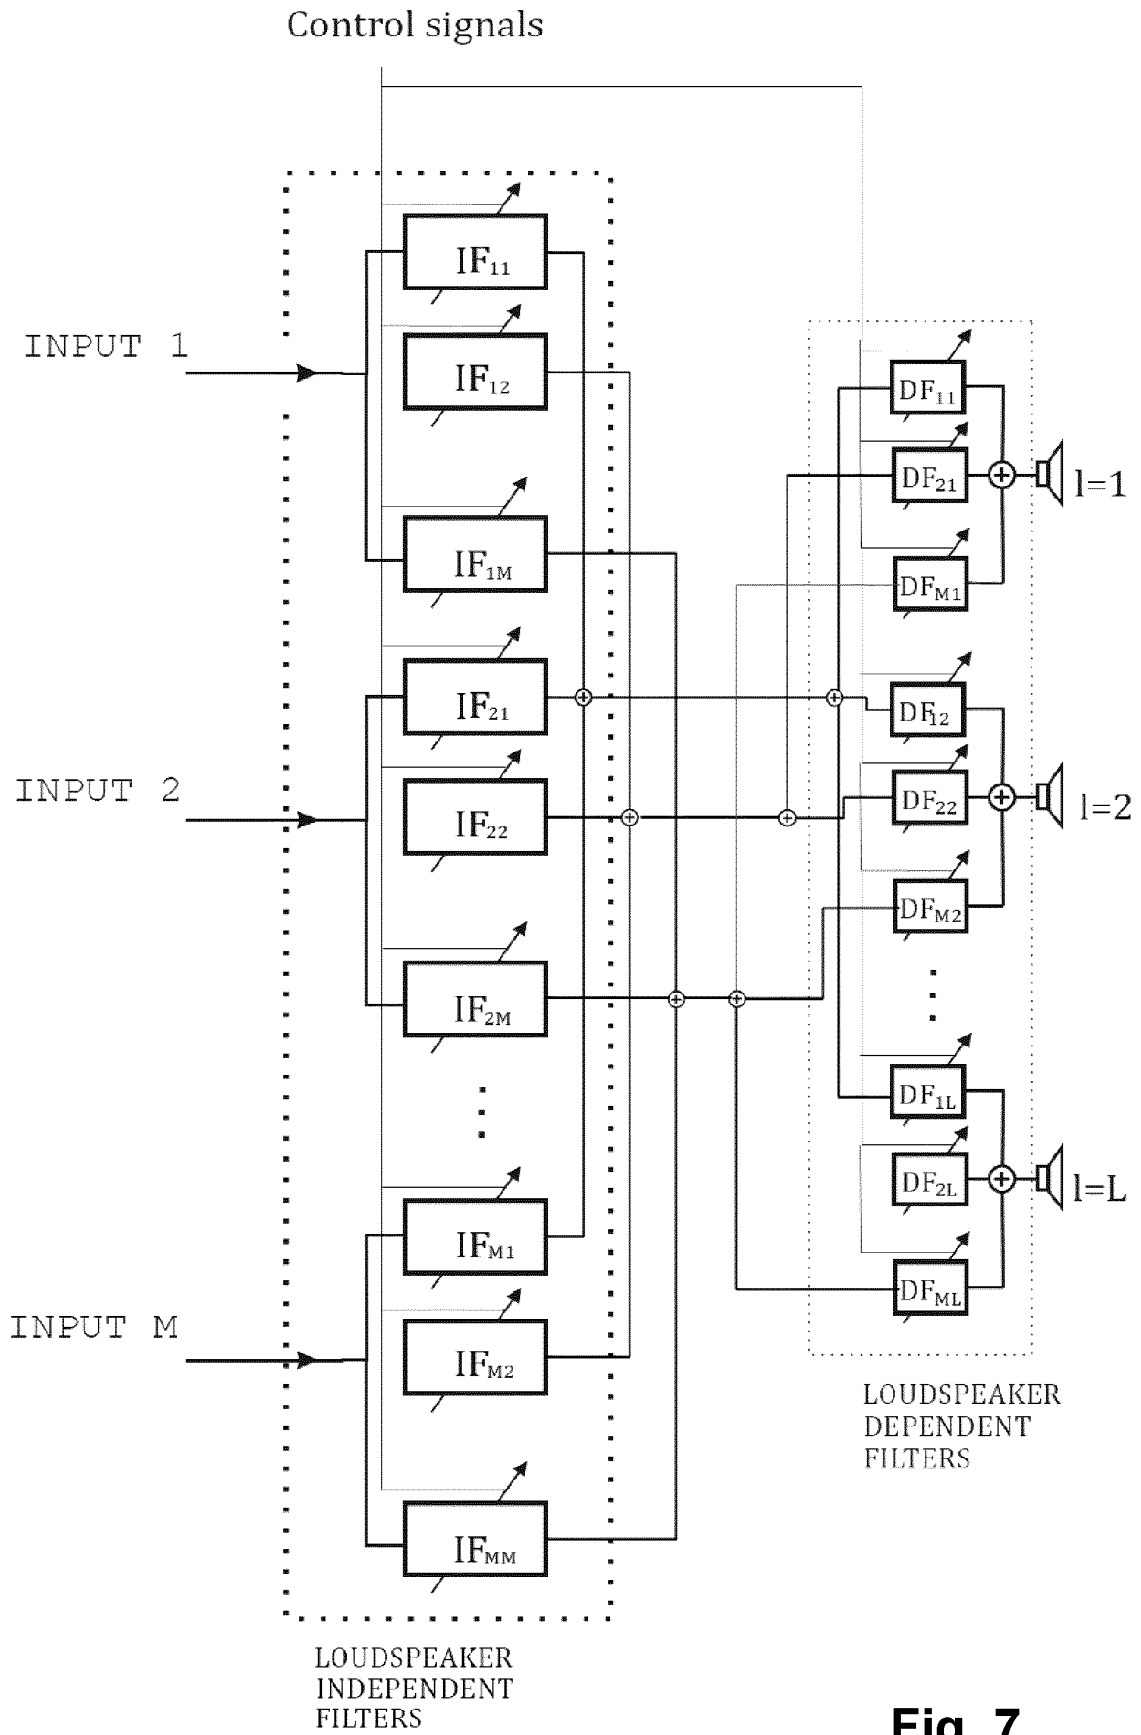 Control signals
IF11
IF12
INPUT 1
IF1M
IF21
INPUT 2
IF22
IF2M
IFM1
INPUT M
IFM2
IFMM
LOUDSPEAKER
INDEPENDENT
FILTERS
DF11
DF21
l=1
DFM1
DF12
DF22
l=2
DFM2
DF1L
DF2L
l=L
DFML
LOUDSPEAKER
DEPENDENT
FILTERS
Fig. 7